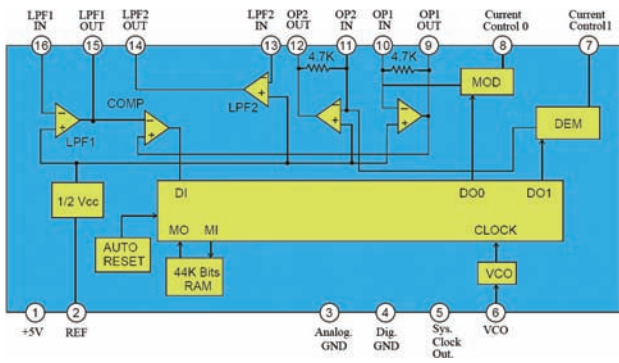 LPF1 IN
LPF1 OUT
LPF2 OUT
LPF2 IN
OP2 OUT
OP2 IN
OP1 IN
OP1 OUT
Current Control 0
Current Control1
16
15
14
13
12
11
10
9
8
7
4.7K
4.7K
MOD
COMP
LPF2
LPF1
DEM
1/2 Vcc
DI
DO0
DO1
MO
MI
CLOCK
AUTO RESET
44K Bits RAM
VCO
1
2
3
4
5
6
+5V
REF
Analog. GND
Dig. GND
Sys. Clock Out.
VCO